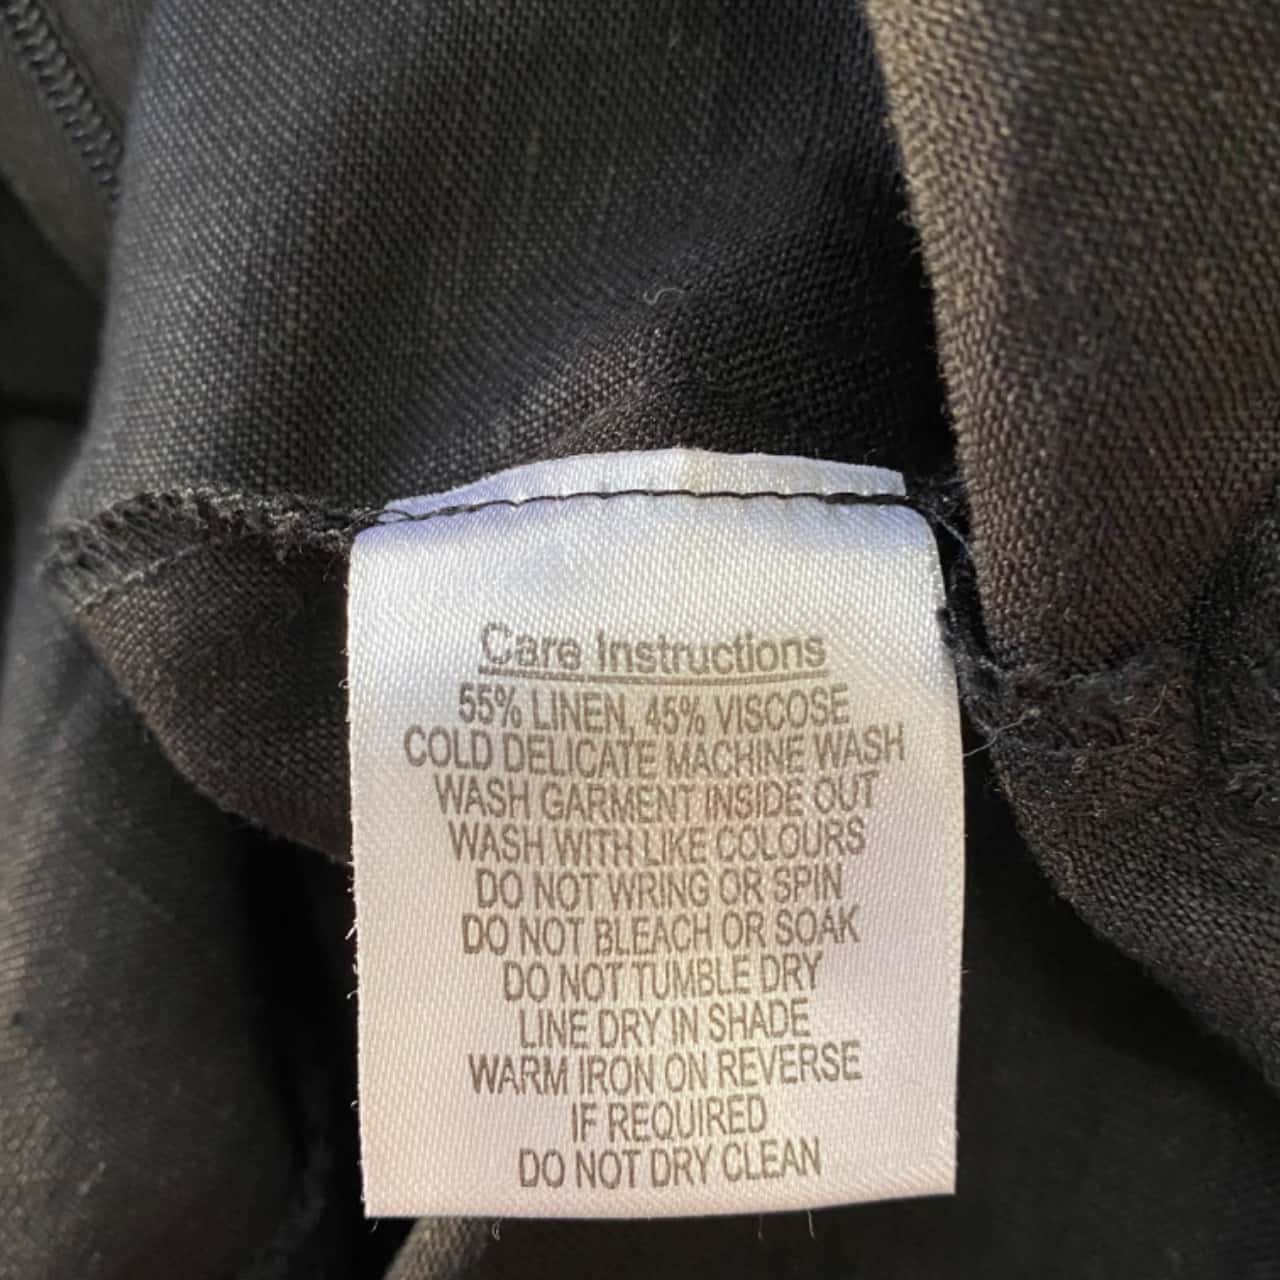 Care Instructions
55% LINEN, 45% VISCOSE
COLD DELICATE MACHINE WASH
WASH GARMENT INSIDE OUT
WASH WITH LIKE COLOURS
DO NOT WRING OR SPIN
DO NOT BLEACH OR SOAK
DO NOT TUMBLE DRY
LINE DRY IN SHADE
WARM IRON ON REVERSE
IF REQUIRED
DO NOT DRY CLEAN